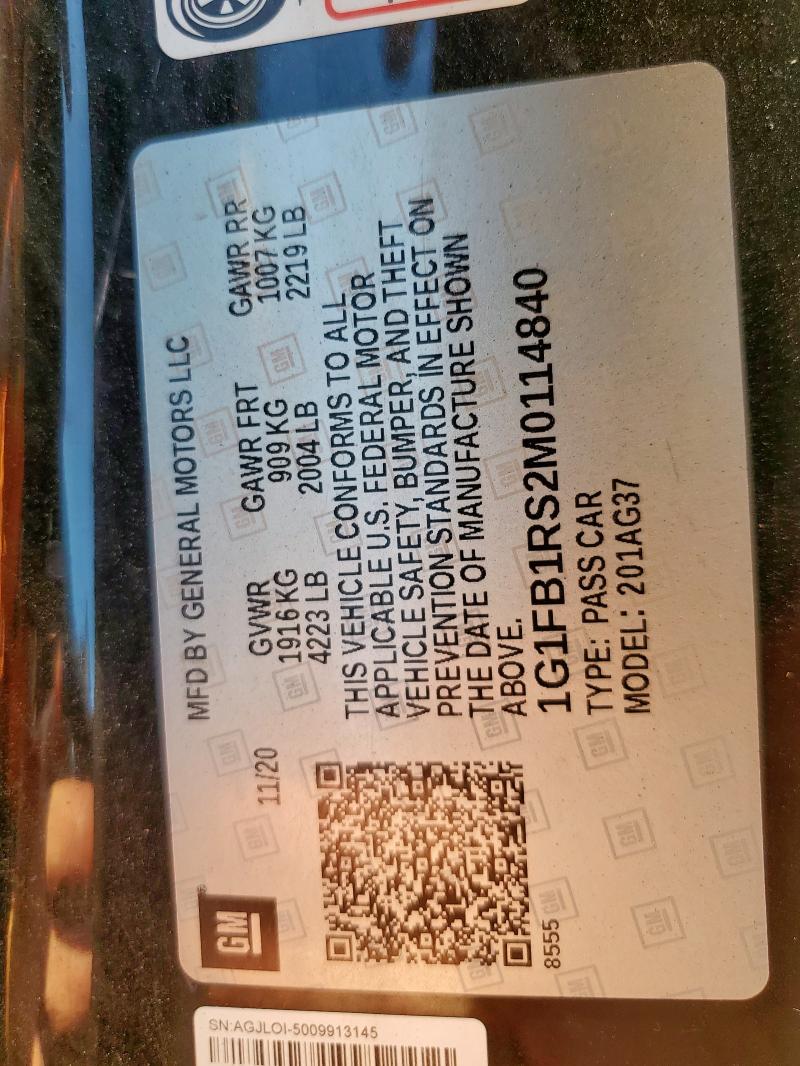 GM
11/20
MFD BY GENERAL MOTORS LLC
GVWR GAWR FRT GAWR RR
1916 KG 909 KG 1007 KG
4223 LB 2004 LB 2219 LB
THIS VEHICLE CONFORMS TO ALL
APPLICABLE U.S. FEDERAL MOTOR
VEHICLE SAFETY, BUMPER, AND THEFT
PREVENTION STANDARDS IN EFFECT ON
THE DATE OF MANUFACTURE SHOWN
ABOVE.
1G1FB1RS2M0114840
TYPE: PASS CAR
MODEL: 201AG37
8555
SN:AGJLOI-5009913145